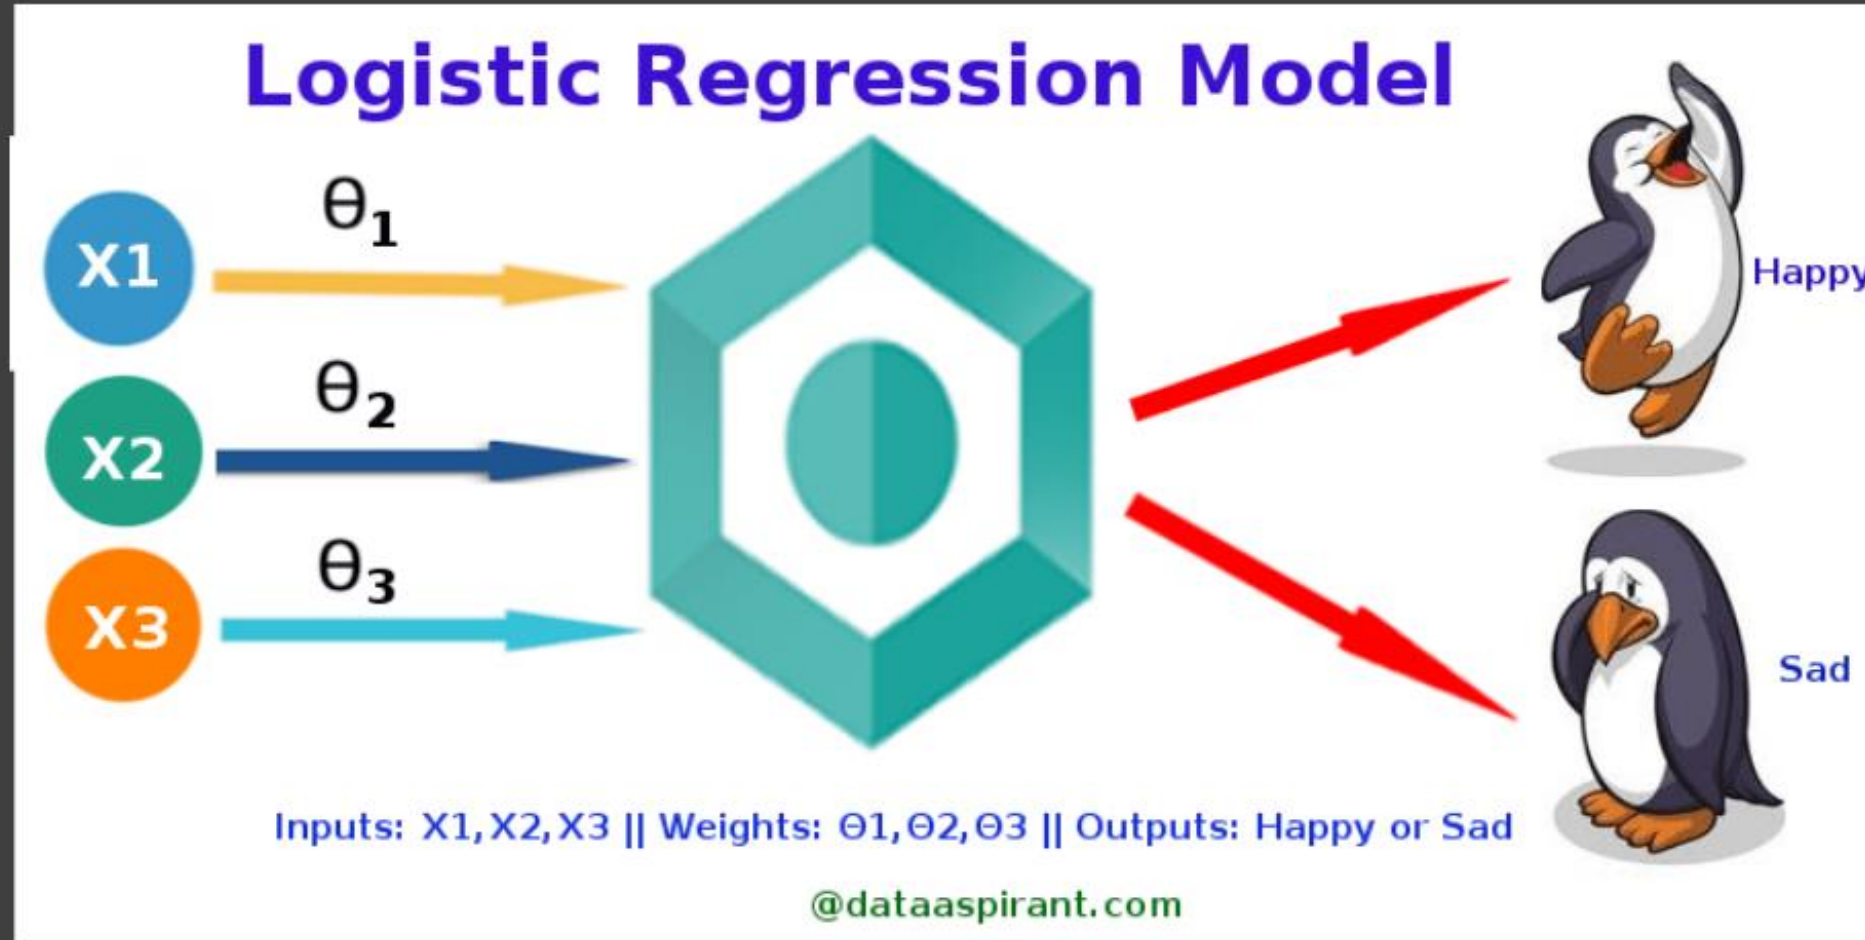 Logistic Regression Model
X1
θ1
X2
θ2
X3
θ3
Happy
Sad
Inputs: X1,X2,X3 || Weights: Θ1,Θ2,Θ3 || Outputs: Happy or Sad
@dataaspirant.com